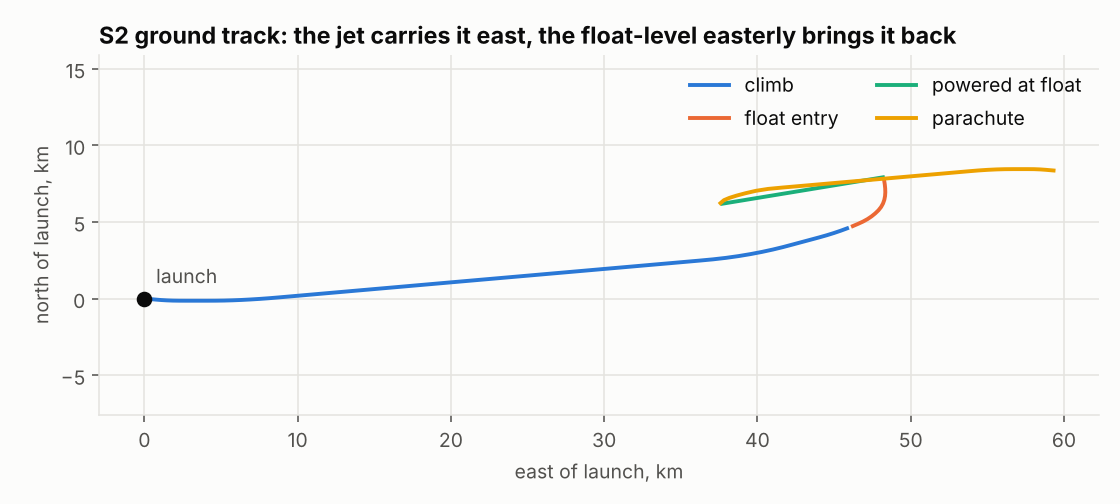 S2 ground track: the jet carries it east, the float-level easterly brings it back
climb
powered at float
float entry
parachute
15
10
5
0
−5
north of launch, km
launch
0
10
20
30
40
50
60
east of launch, km